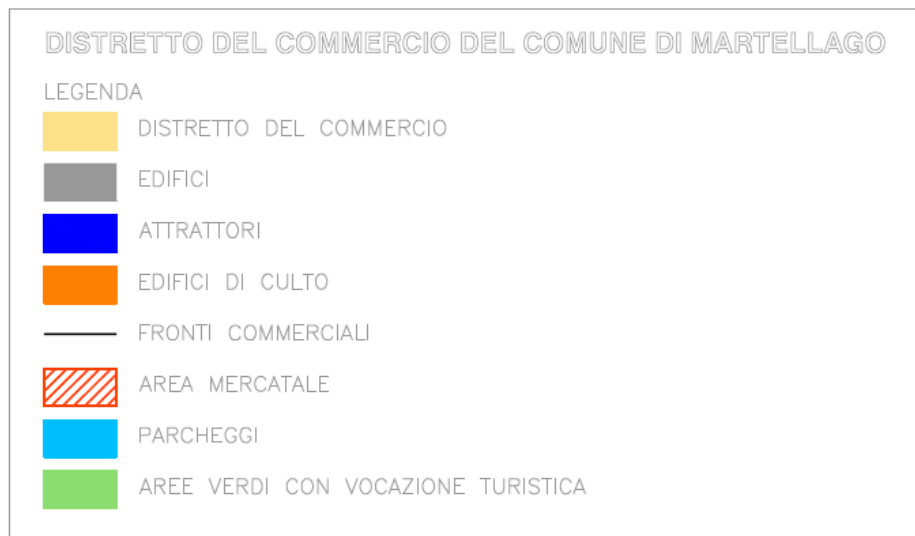 DISTRETTO DEL COMMERCIO DEL COMUNE DI MARTELLAGO
LEGENDA
DISTRETTO DEL COMMERCIO
EDIFICI
ATTRATTORI
EDIFICI DI CULTO
FRONTI COMMERCIALI
AREA MERCATALE
PARCHEGGI
AREE VERDI CON VOCAZIONE TURISTICA